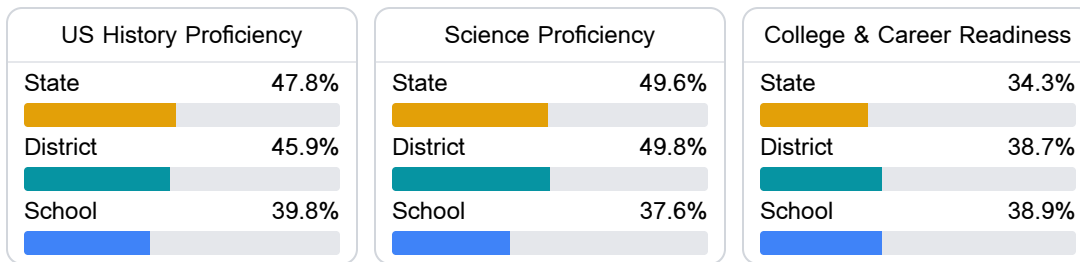 US History Proficiency
State 47.8%
District 45.9%
School 39.8%
Science Proficiency
State 49.6%
District 49.8%
School 37.6%
College & Career Readiness
State 34.3%
District 38.7%
School 38.9%